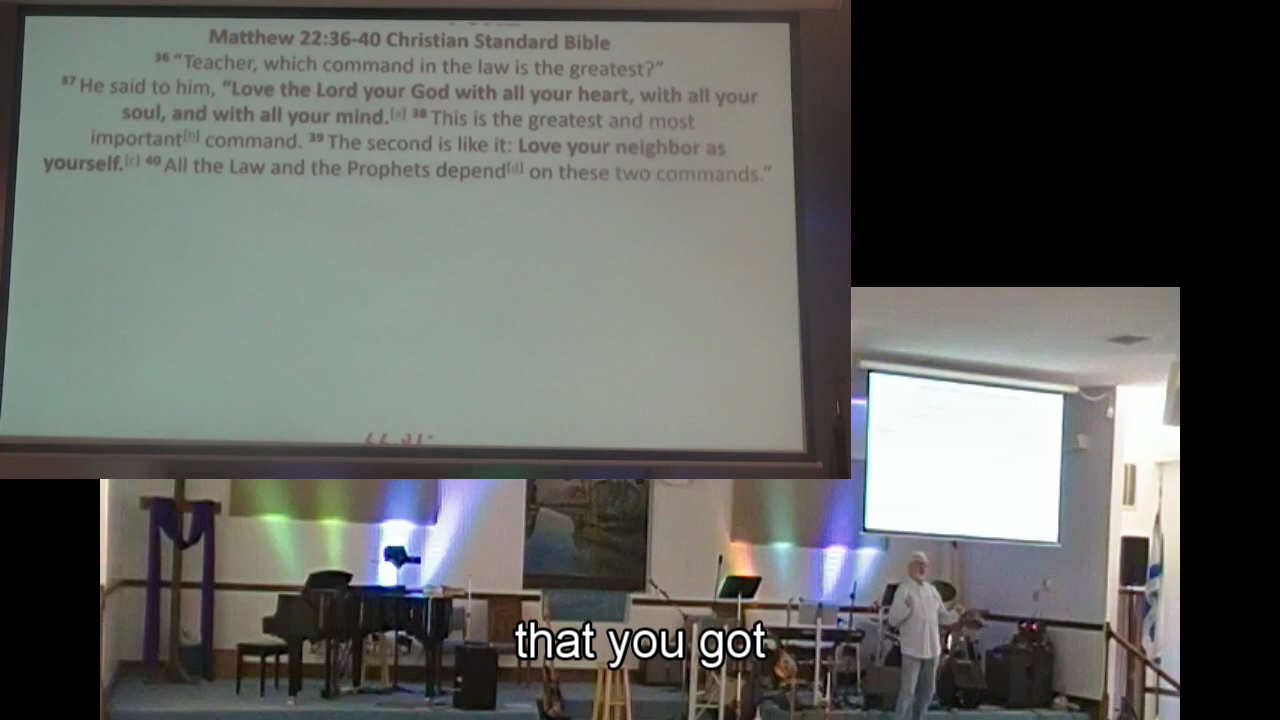 Matthew 22:36-40 Christian Standard Bible
36 “Teacher, which command in the law is the greatest?”
37 He said to him, “Love the Lord your God with all your heart, with all your
soul, and with all your mind.[a] 38 This is the greatest and most
important[b] command. 39 The second is like it: Love your neighbor as
yourself.[c] 40 All the Law and the Prophets depend[d] on these two commands.”
that you got